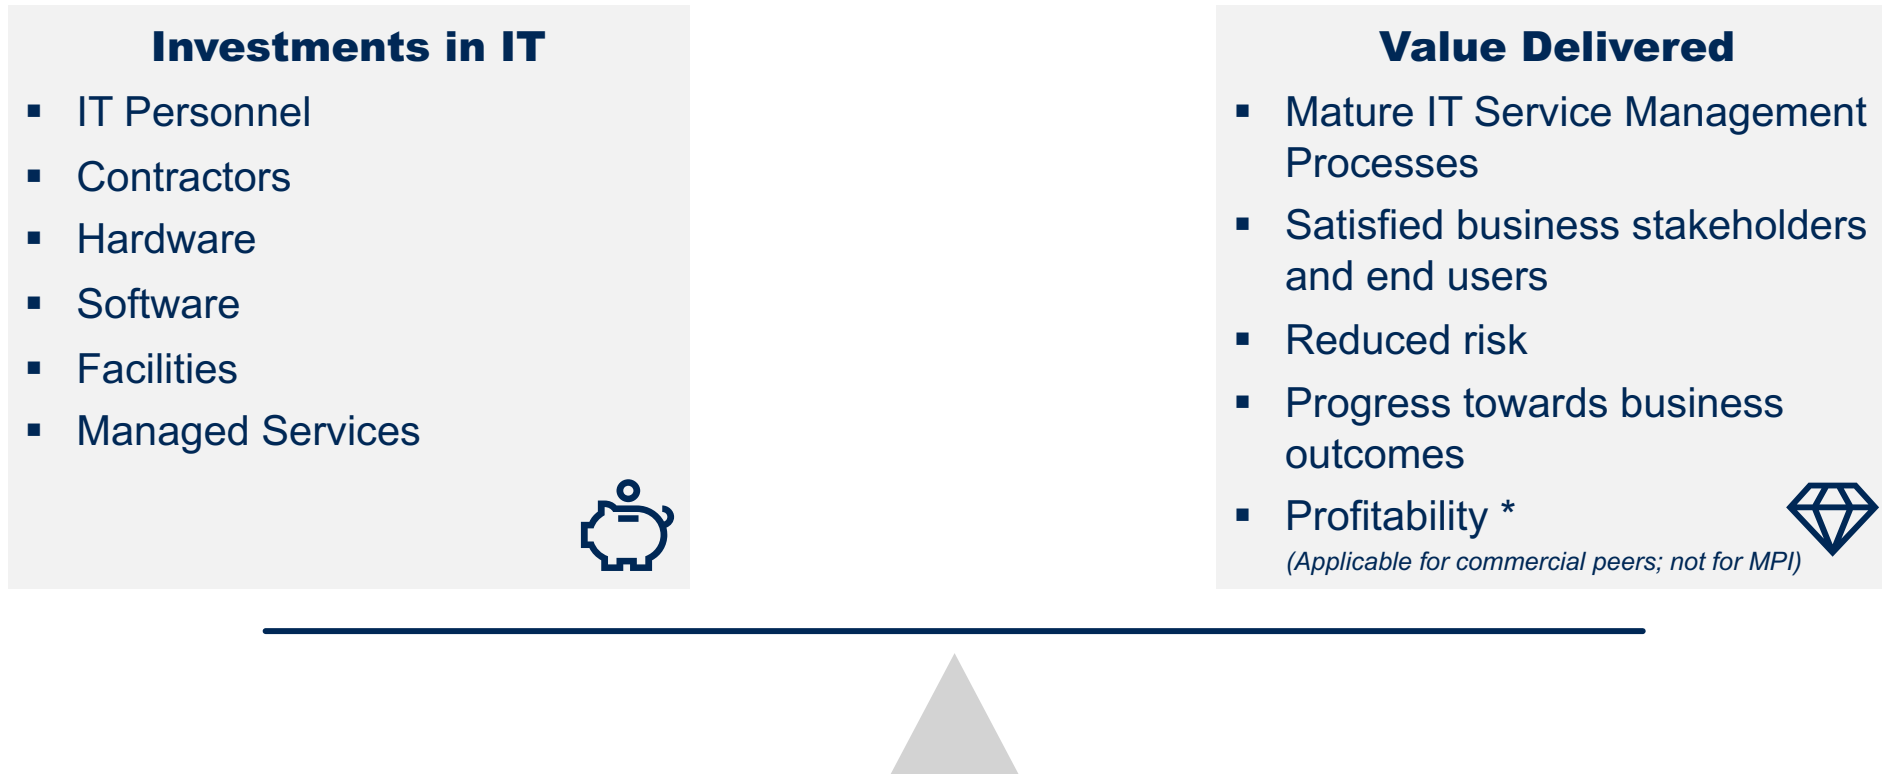 Investments in IT
▪ IT Personnel
▪ Contractors
▪ Hardware
▪ Software
▪ Facilities
▪ Managed Services
Value Delivered
▪ Mature IT Service Management
Processes
▪ Satisfied business stakeholders
and end users
▪ Reduced risk
▪ Progress towards business
outcomes
▪ Profitability *
(Applicable for commercial peers; not for MPI)